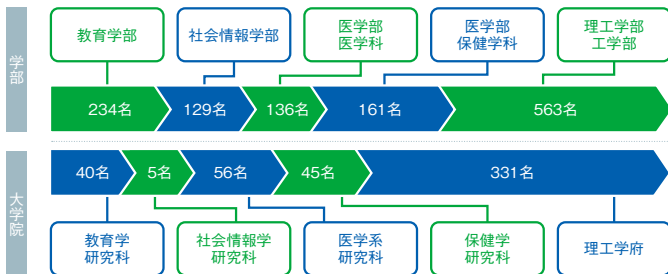 学部
教育学部
社会情報学部
医学部
医学科
医学部
保健学科
理工学部
工学部
234名
129名
136名
161名
563名
大学院
40名
5名
56名
45名
331名
教育学
研究科
社会情報学
研究科
医学系
研究科
保健学
研究科
理工学府